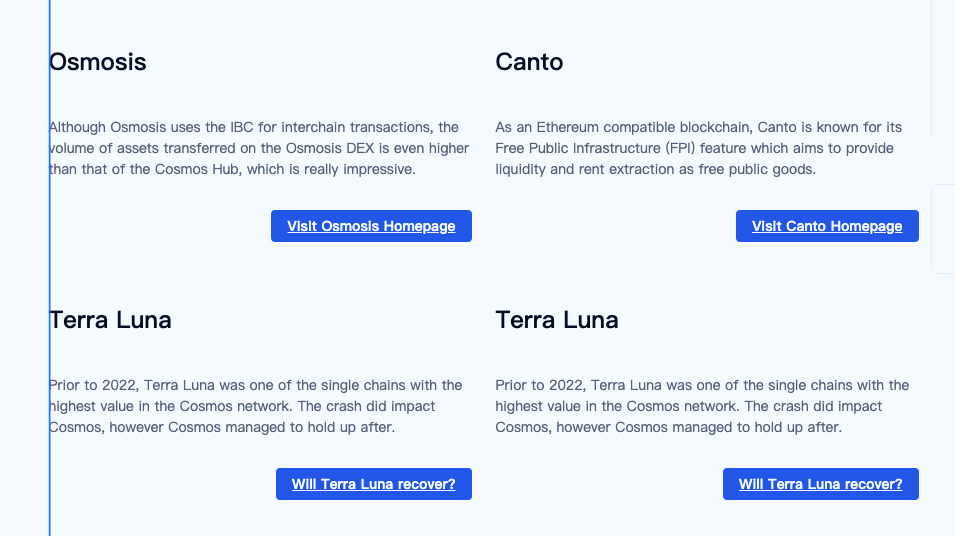 Osmosis
Although Osmosis uses the IBC for interchain transactions, the
volume of assets transferred on the Osmosis DEX is even higher
than that of the Cosmos Hub, which is really impressive.
Visit Osmosis Homepage
Canto
As an Ethereum compatible blockchain, Canto is known for its
Free Public Infrastructure (FPI) feature which aims to provide
liquidity and rent extraction as free public goods.
Visit Canto Homepage
Terra Luna
Prior to 2022, Terra Luna was one of the single chains with the
highest value in the Cosmos network. The crash did impact
Cosmos, however Cosmos managed to hold up after.
Will Terra Luna recover?
Terra Luna
Prior to 2022, Terra Luna was one of the single chains with the
highest value in the Cosmos network. The crash did impact
Cosmos, however Cosmos managed to hold up after.
Will Terra Luna recover?